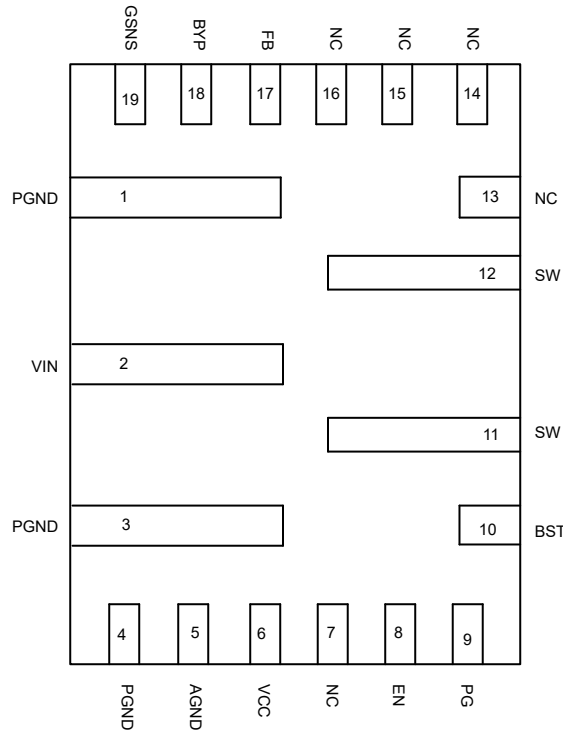 GSNS BYP FB NC NC NC
19 18 17 16 15 14
PGND 1 13 NC
12 SW
VIN 2
11 SW
PGND 3 10 BST
4 5 6 7 8 9
PGND AGND VCC NC EN PG